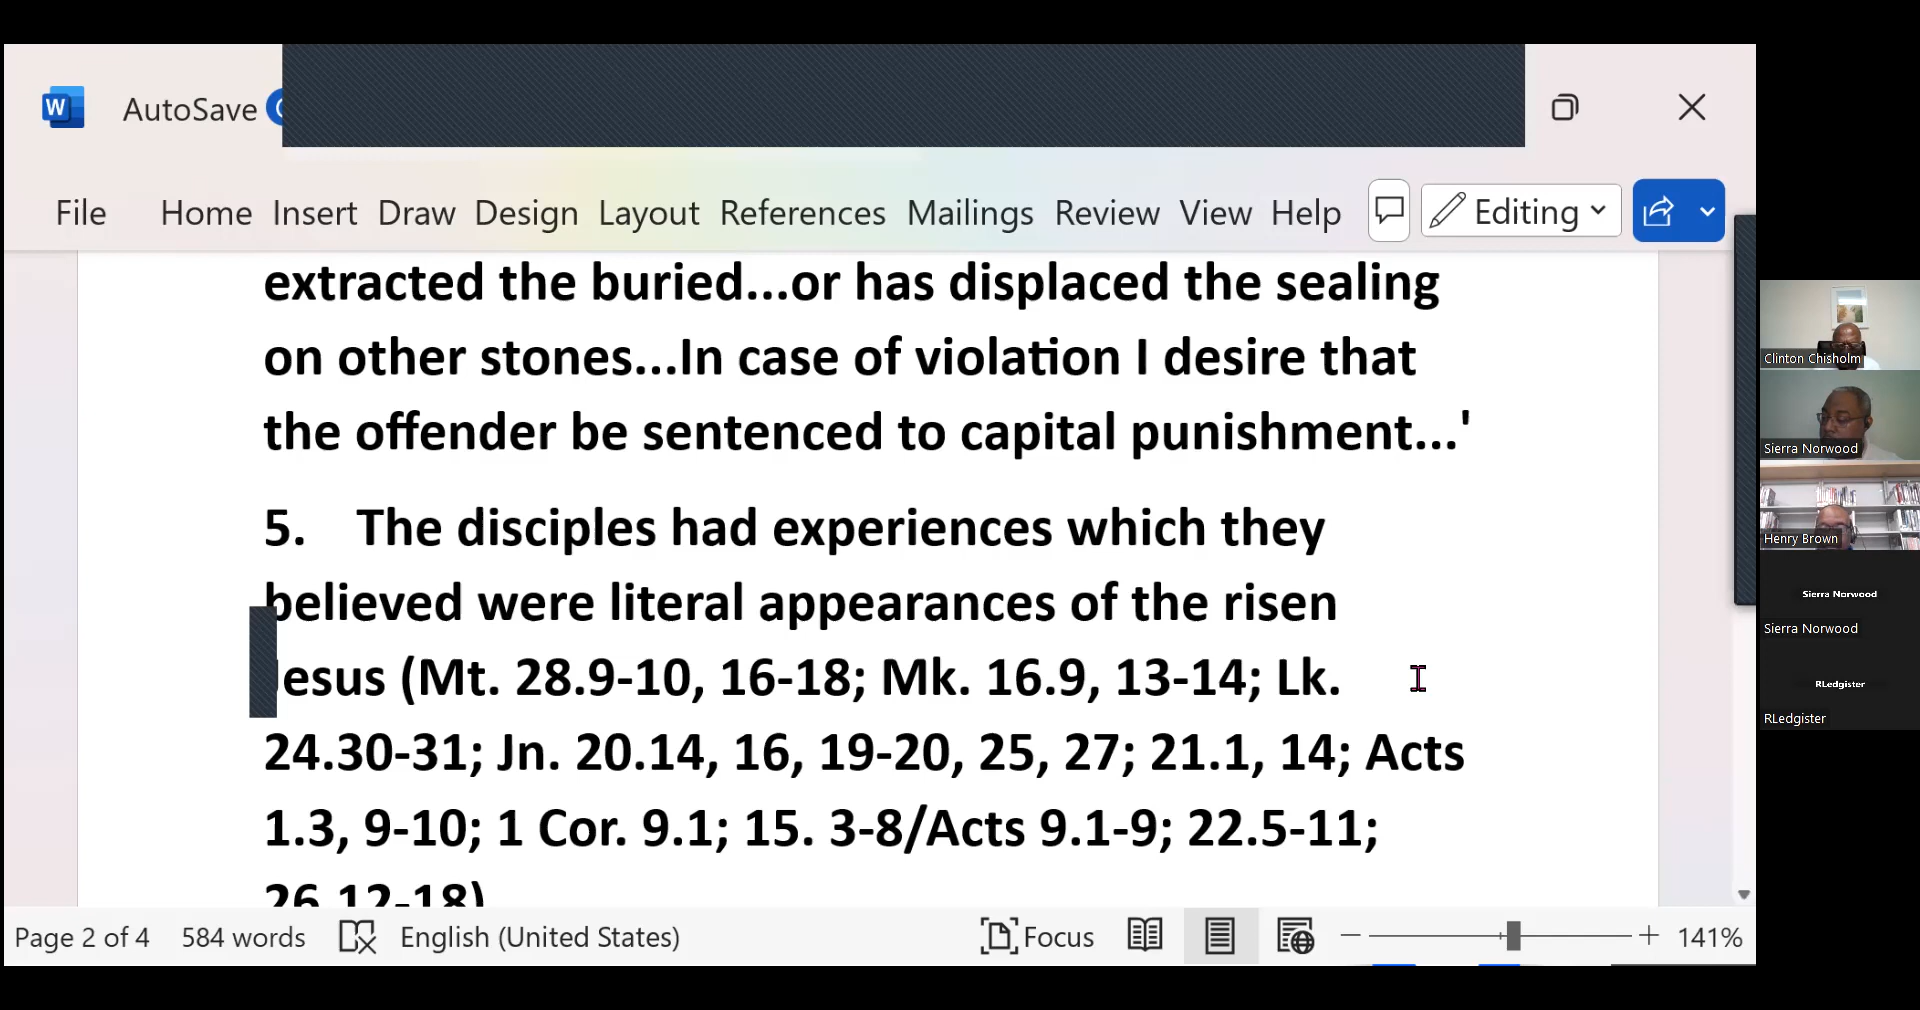 W
AutoSave
File Home Insert Draw Design Layout References Mailings Review View Help Editing
extracted the buried...or has displaced the sealing
on other stones...In case of violation I desire that
the offender be sentenced to capital punishment...'
5. The disciples had experiences which they
believed were literal appearances of the risen
Jesus (Mt. 28.9-10, 16-18; Mk. 16.9, 13-14; Lk.
24.30-31; Jn. 20.14, 16, 19-20, 25, 27; 21.1, 14; Acts
1.3, 9-10; 1 Cor. 9.1; 15. 3-8/Acts 9.1-9; 22.5-11;
26.12-18)
Page 2 of 4 584 words English (United States) Focus 141%
Clinton Chisholm
Sierra Norwood
Henry Brown
Sierra Norwood
Sierra Norwood
RLedgister
RLedgister